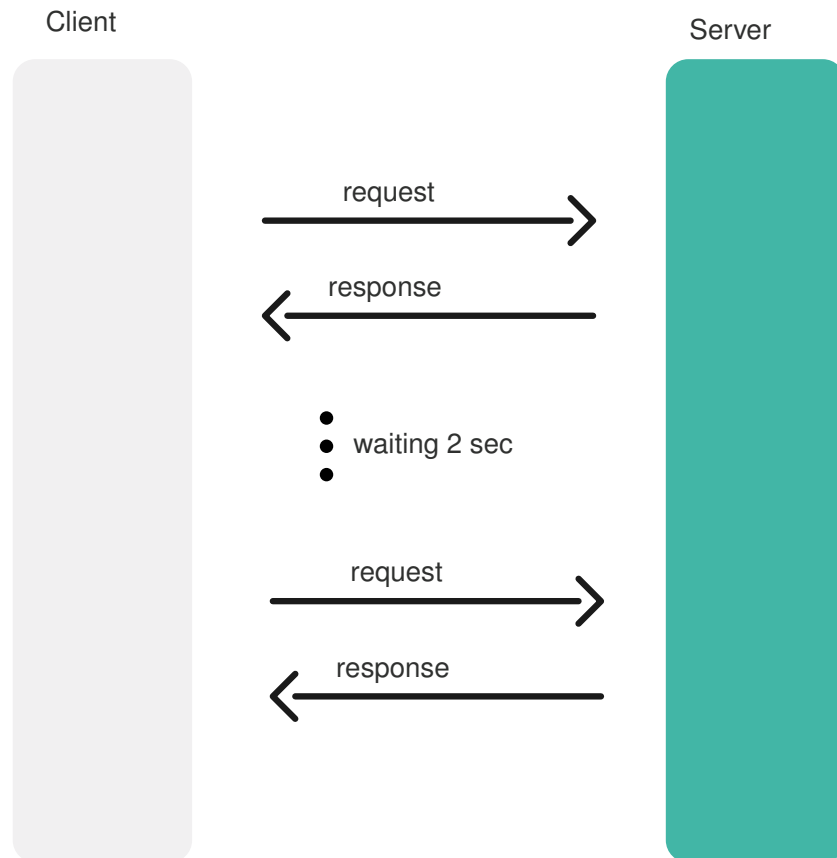 Client
Server
request
response
waiting 2 sec
request
response